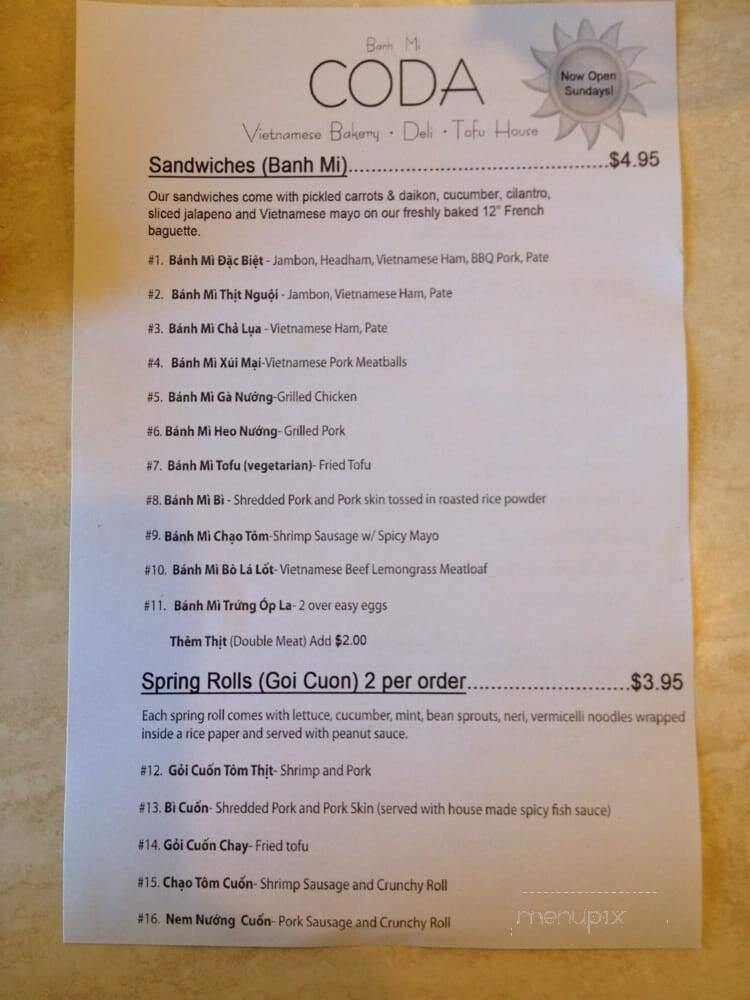 Banh Mi
CODA
Now Open
Sundays!
Vietnamese Bakery · Deli · Tofu House
Sandwiches (Banh Mi)..............................................$4.95
Our sandwiches come with pickled carrots & daikon, cucumber, cilantro,
sliced jalapeno and Vietnamese mayo on our freshly baked 12" French
baguette.
#1. Bánh Mì Đặc Biệt - Jambon, Headham, Vietnamese Ham, BBQ Pork, Pate
#2. Bánh Mì Thịt Nguội - Jambon, Vietnamese Ham, Pate
#3. Bánh Mì Chả Lụa - Vietnamese Ham, Pate
#4. Bánh Mì Xúi Mại-Vietnamese Pork Meatballs
#5. Bánh Mì Gà Nướng-Grilled Chicken
#6. Bánh Mì Heo Nướng- Grilled Pork
#7. Bánh Mì Tofu (vegetarian)- Fried Tofu
#8. Bánh Mì Bì - Shredded Pork and Pork skin tossed in roasted rice powder
#9. Bánh Mì Chạo Tôm-Shrimp Sausage w/ Spicy Mayo
#10. Bánh Mì Bò Lá Lốt- Vietnamese Beef Lemongrass Meatloaf
#11. Bánh Mì Trứng Óp La- 2 over easy eggs
Thêm Thịt (Double Meat) Add $2.00
Spring Rolls (Goi Cuon) 2 per order............................$3.95
Each spring roll comes with lettuce, cucumber, mint, bean sprouts, neri, vermicelli noodles wrapped
inside a rice paper and served with peanut sauce.
#12. Gỏi Cuốn Tôm Thịt- Shrimp and Pork
#13. Bì Cuốn- Shredded Pork and Pork Skin (served with house made spicy fish sauce)
#14. Gỏi Cuốn Chay- Fried tofu
#15. Chạo Tôm Cuốn- Shrimp Sausage and Crunchy Roll
#16. Nem Nướng Cuốn- Pork Sausage and Crunchy Roll
menupix